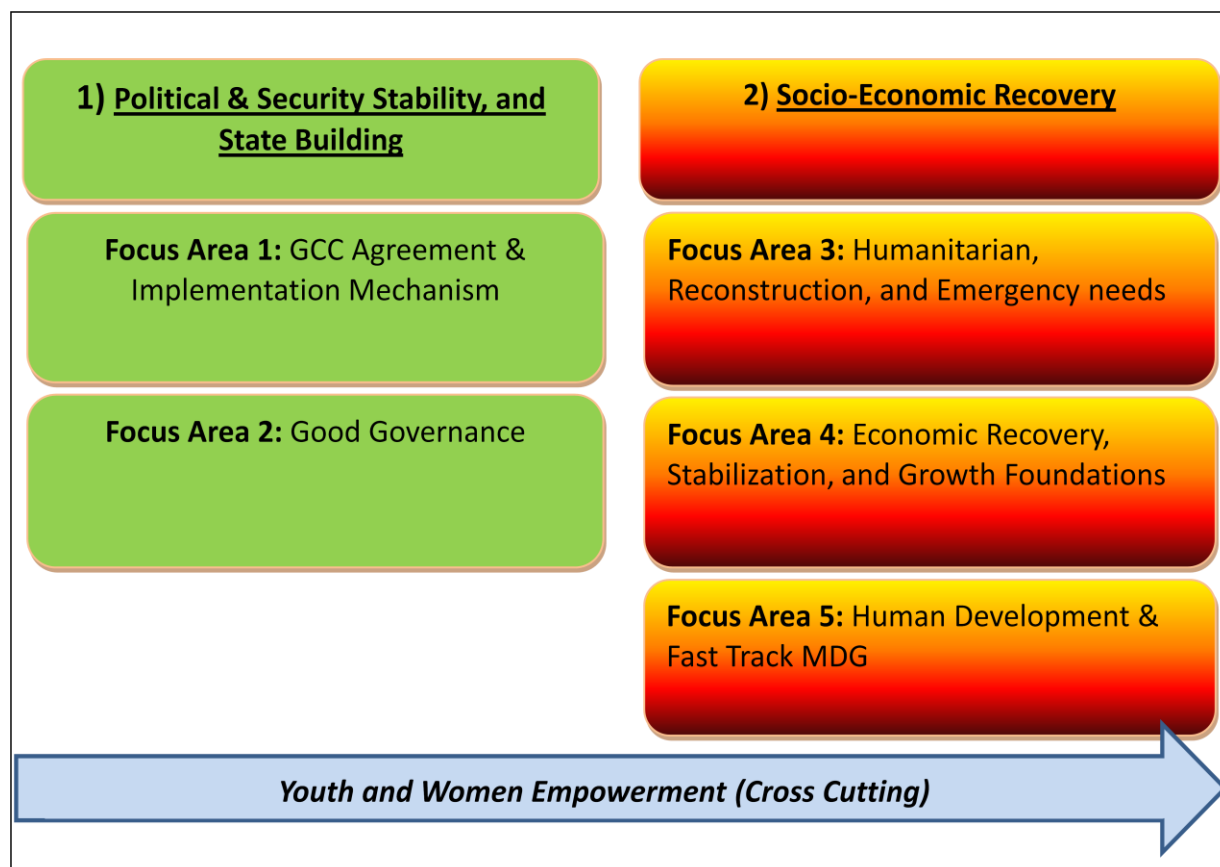 1) Political & Security Stability, and
State Building
Focus Area 1: GCC Agreement &
Implementation Mechanism
Focus Area 2: Good Governance
2) Socio-Economic Recovery
Focus Area 3: Humanitarian,
Reconstruction, and Emergency needs
Focus Area 4: Economic Recovery,
Stabilization, and Growth Foundations
Focus Area 5: Human Development &
Fast Track MDG
Youth and Women Empowerment (Cross Cutting)